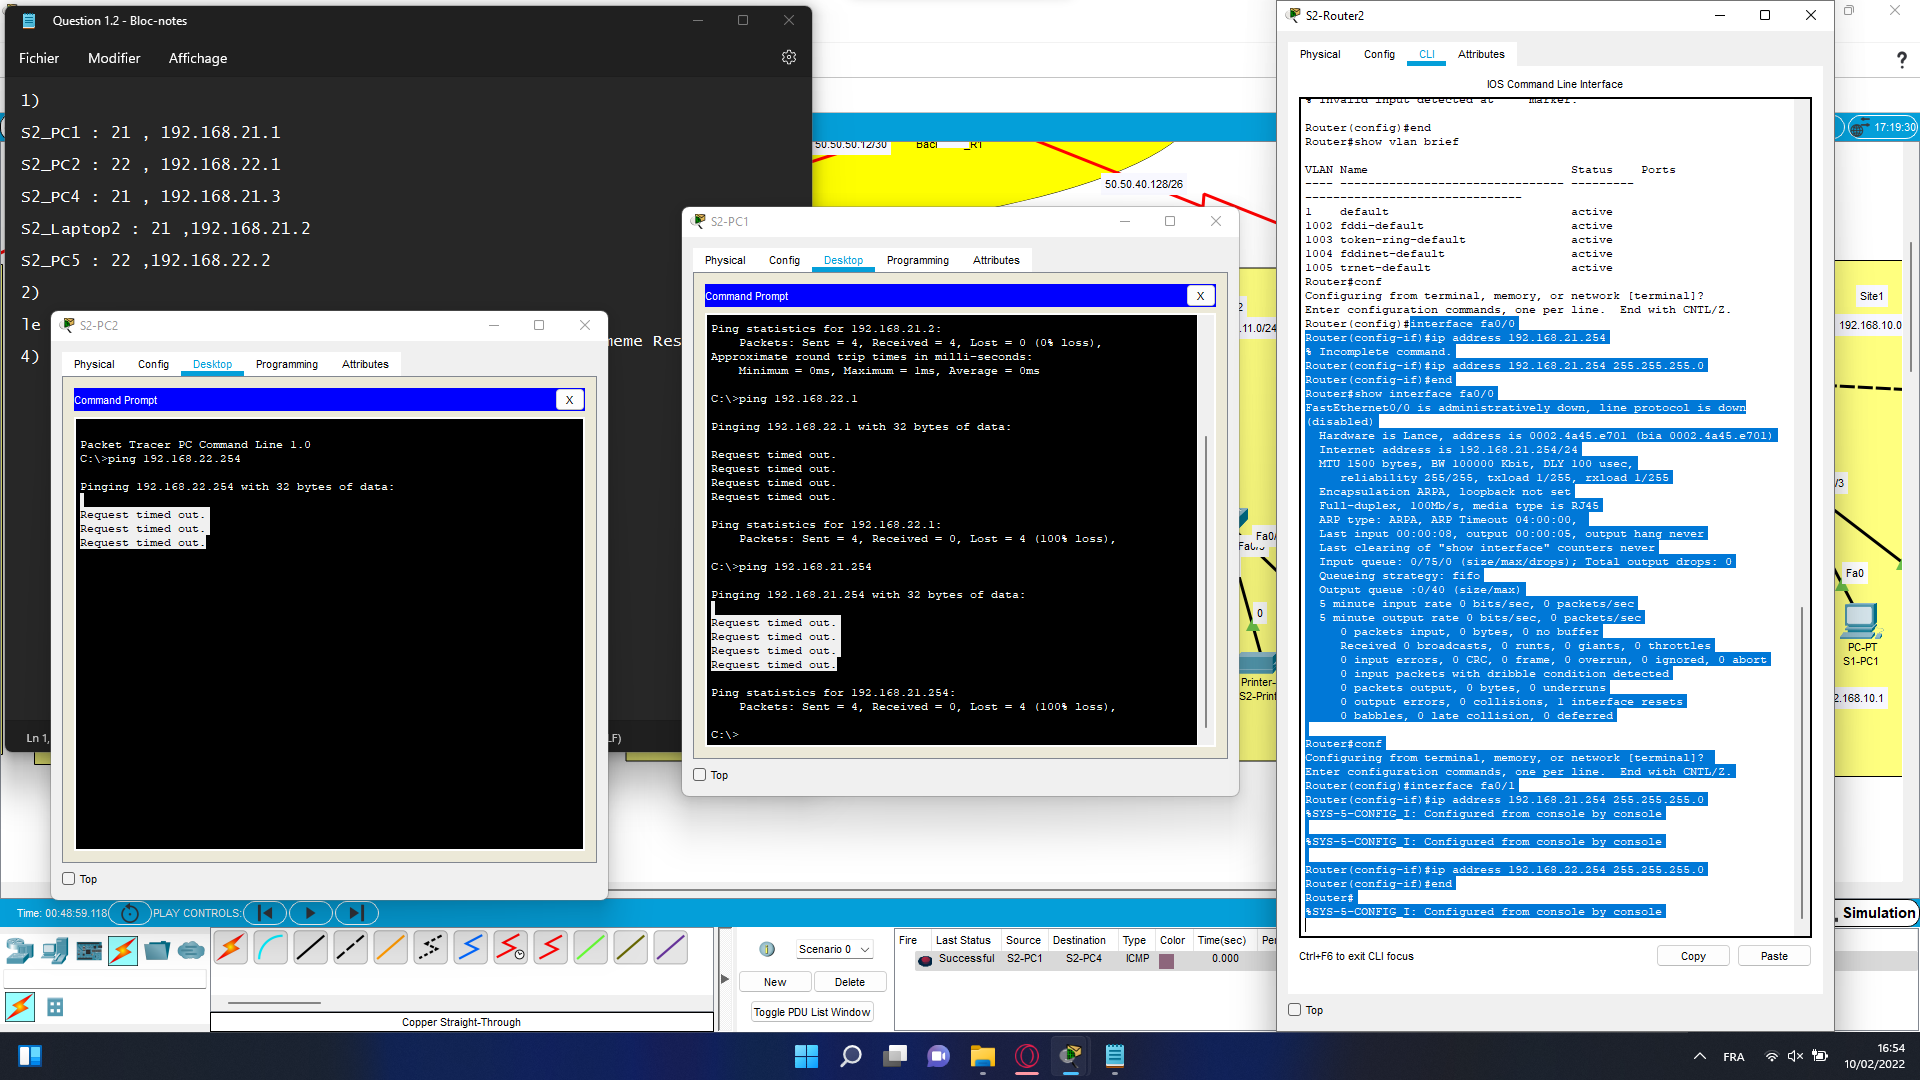 Question 1.2 - Bloc-notes
Fichier Modifier Affichage
1)
S2_PC1 : 21 , 192.168.21.1
S2_PC2 : 22 , 192.168.22.1
S2_PC4 : 21 , 192.168.21.3
S2_Laptop2 : 21 ,192.168.21.2
S2_PC5 : 22 ,192.168.22.2
2)
le
meme Res
4)
Ln 1,
LF)
S2-PC2
Physical Config Desktop Programming Attributes
Command Prompt X
Packet Tracer PC Command Line 1.0
C:\>ping 192.168.22.254
Pinging 192.168.22.254 with 32 bytes of data:
Request timed out.
Request timed out.
Request timed out.
Top
S2-PC1
Physical Config Desktop Programming Attributes
Command Prompt X
Ping statistics for 192.168.21.2:
Packets: Sent = 4, Received = 4, Lost = 0 (0% loss),
Approximate round trip times in milli-seconds:
Minimum = 0ms, Maximum = 1ms, Average = 0ms
C:\>ping 192.168.22.1
Pinging 192.168.22.1 with 32 bytes of data:
Request timed out.
Request timed out.
Request timed out.
Request timed out.
Ping statistics for 192.168.22.1:
Packets: Sent = 4, Received = 0, Lost = 4 (100% loss),
C:\>ping 192.168.21.254
Pinging 192.168.21.254 with 32 bytes of data:
Request timed out.
Request timed out.
Request timed out.
Request timed out.
Ping statistics for 192.168.21.254:
Packets: Sent = 4, Received = 0, Lost = 4 (100% loss),
C:\>
Top
50.50.50.12/30
_R1
50.50.40.128/26
.11.0/24
Fa0/
0
Printer-
S2-Print
S2-Router2
Physical Config CLI Attributes
IOS Command Line Interface
% Invalid input detected at marker.
Router(config)#end
Router#show vlan brief
VLAN Name Status Ports
---- -------------------------------- ---------
-------------------------------
1 default active
1002 fddi-default active
1003 token-ring-default active
1004 fddinet-default active
1005 trnet-default active
Router#conf
Configuring from terminal, memory, or network [terminal]?
Enter configuration commands, one per line. End with CNTL/Z.
Router(config)#interface fa0/0
Router(config-if)#ip address 192.168.21.254
% Incomplete command.
Router(config-if)#ip address 192.168.21.254 255.255.255.0
Router(config-if)#end
Router#show interface fa0/0
FastEthernet0/0 is administratively down, line protocol is down
(disabled)
Hardware is Lance, address is 0002.4a45.e701 (bia 0002.4a45.e701)
Internet address is 192.168.21.254/24
MTU 1500 bytes, BW 100000 Kbit, DLY 100 usec,
reliability 255/255, txload 1/255, rxload 1/255
Encapsulation ARPA, loopback not set
Full-duplex, 100Mb/s, media type is RJ45
ARP type: ARPA, ARP Timeout 04:00:00,
Last input 00:00:08, output 00:00:05, output hang never
Last clearing of "show interface" counters never
Input queue: 0/75/0 (size/max/drops); Total output drops: 0
Queueing strategy: fifo
Output queue :0/40 (size/max)
5 minute input rate 0 bits/sec, 0 packets/sec
5 minute output rate 0 bits/sec, 0 packets/sec
0 packets input, 0 bytes, 0 no buffer
Received 0 broadcasts, 0 runts, 0 giants, 0 throttles
0 input errors, 0 CRC, 0 frame, 0 overrun, 0 ignored, 0 abort
0 input packets with dribble condition detected
0 packets output, 0 bytes, 0 underruns
0 output errors, 0 collisions, 1 interface resets
0 babbles, 0 late collision, 0 deferred
Router#conf
Configuring from terminal, memory, or network [terminal]?
Enter configuration commands, one per line. End with CNTL/Z.
Router(config)#interface fa0/1
Router(config-if)#ip address 192.168.21.254 255.255.255.0
%SYS-5-CONFIG_I: Configured from console by console
%SYS-5-CONFIG_I: Configured from console by console
Router(config-if)#ip address 192.168.22.254 255.255.255.0
Router(config-if)#end
Router#
%SYS-5-CONFIG_I: Configured from console by console
Ctrl+F6 to exit CLI focus
Copy Paste
Top
?
17:19:30
Site1
192.168.10.0
/3
Fa0
PC-PT
S1-PC1
2.168.10.1
Simulation
Time: 00:48:59.118 PLAY CONTROLS:
Copper Straight-Through
Scenario 0
New Delete
Toggle PDU List Window
Fire Last Status Source Destination Type Color Time(sec) Per
Successful S2-PC1 S2-PC4 ICMP 0.000
FRA
16:54
10/02/2022